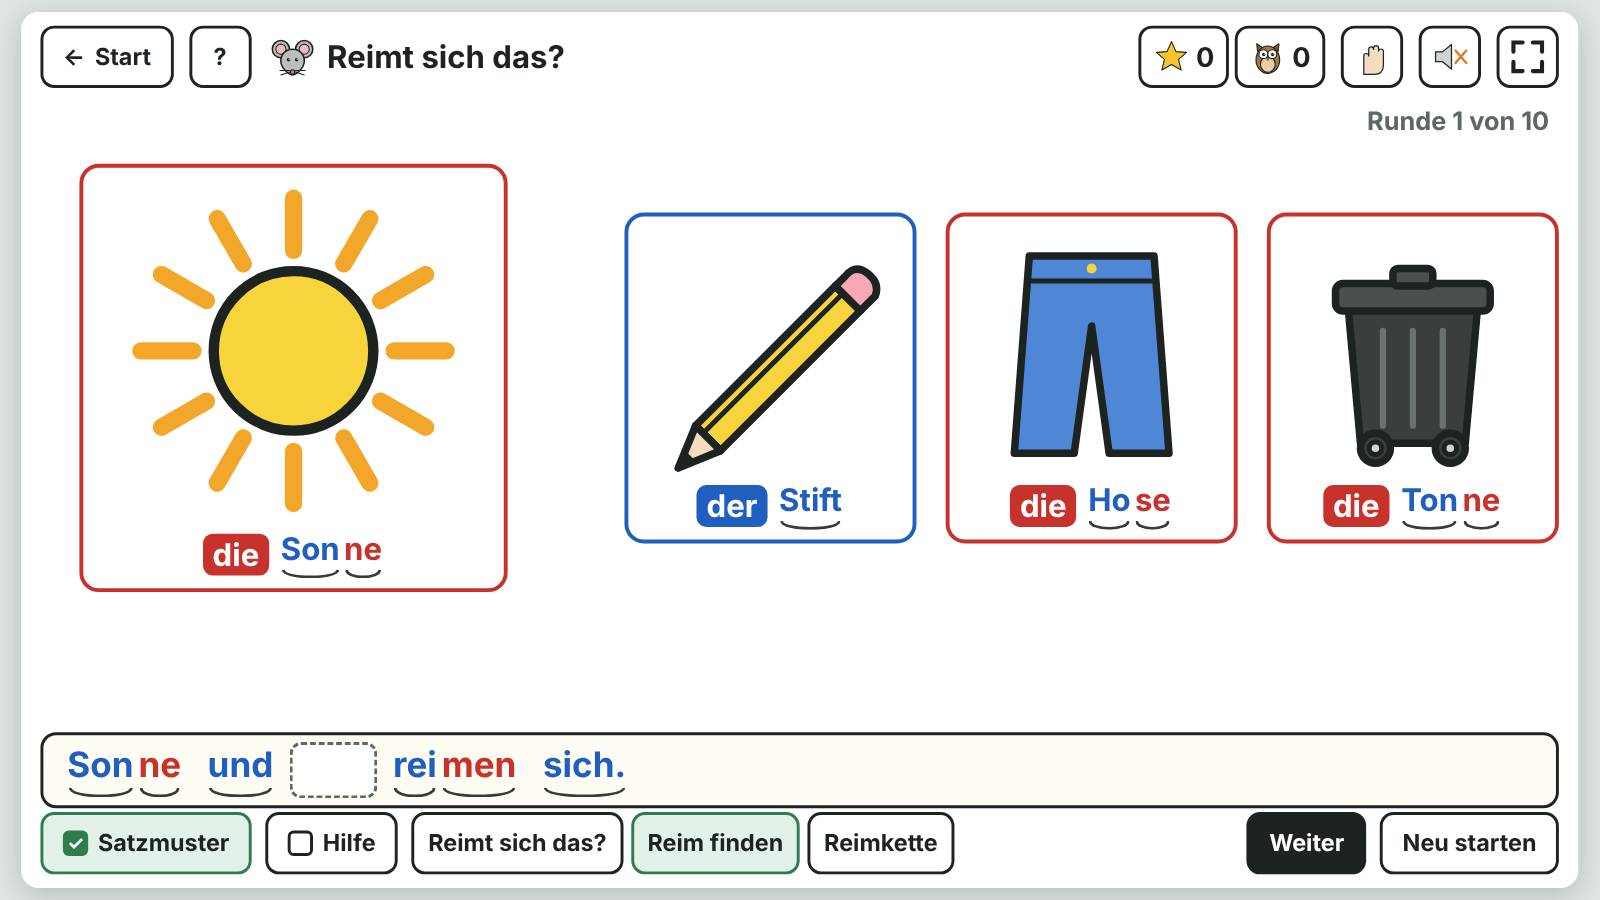 ← Start ? Reimt sich das? 0 0
Runde 1 von 10
die Sonne
der Stift
die Hose
die Tonne
Sonne und reimen sich.
Satzmuster Hilfe Reimt sich das? Reim finden Reimkette Weiter Neu starten